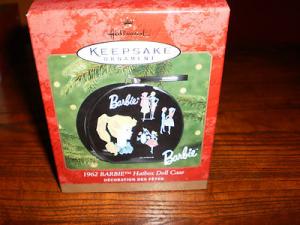 Hallmark
KEEPSAKE
ORNAMENT
Barbie
Barbie
1962 BARBIE™ Hatbox Doll Case
DÉCORATION DES FÊTES